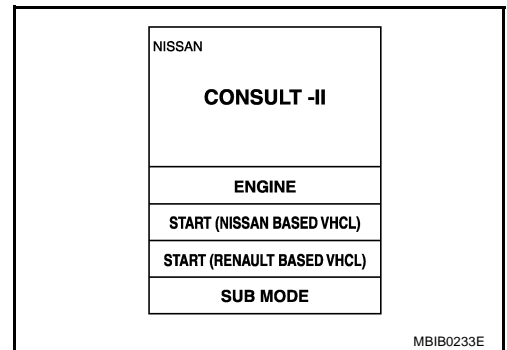 NISSAN
CONSULT -II
ENGINE
START (NISSAN BASED VHCL)
START (RENAULT BASED VHCL)
SUB MODE
MBIB0233E